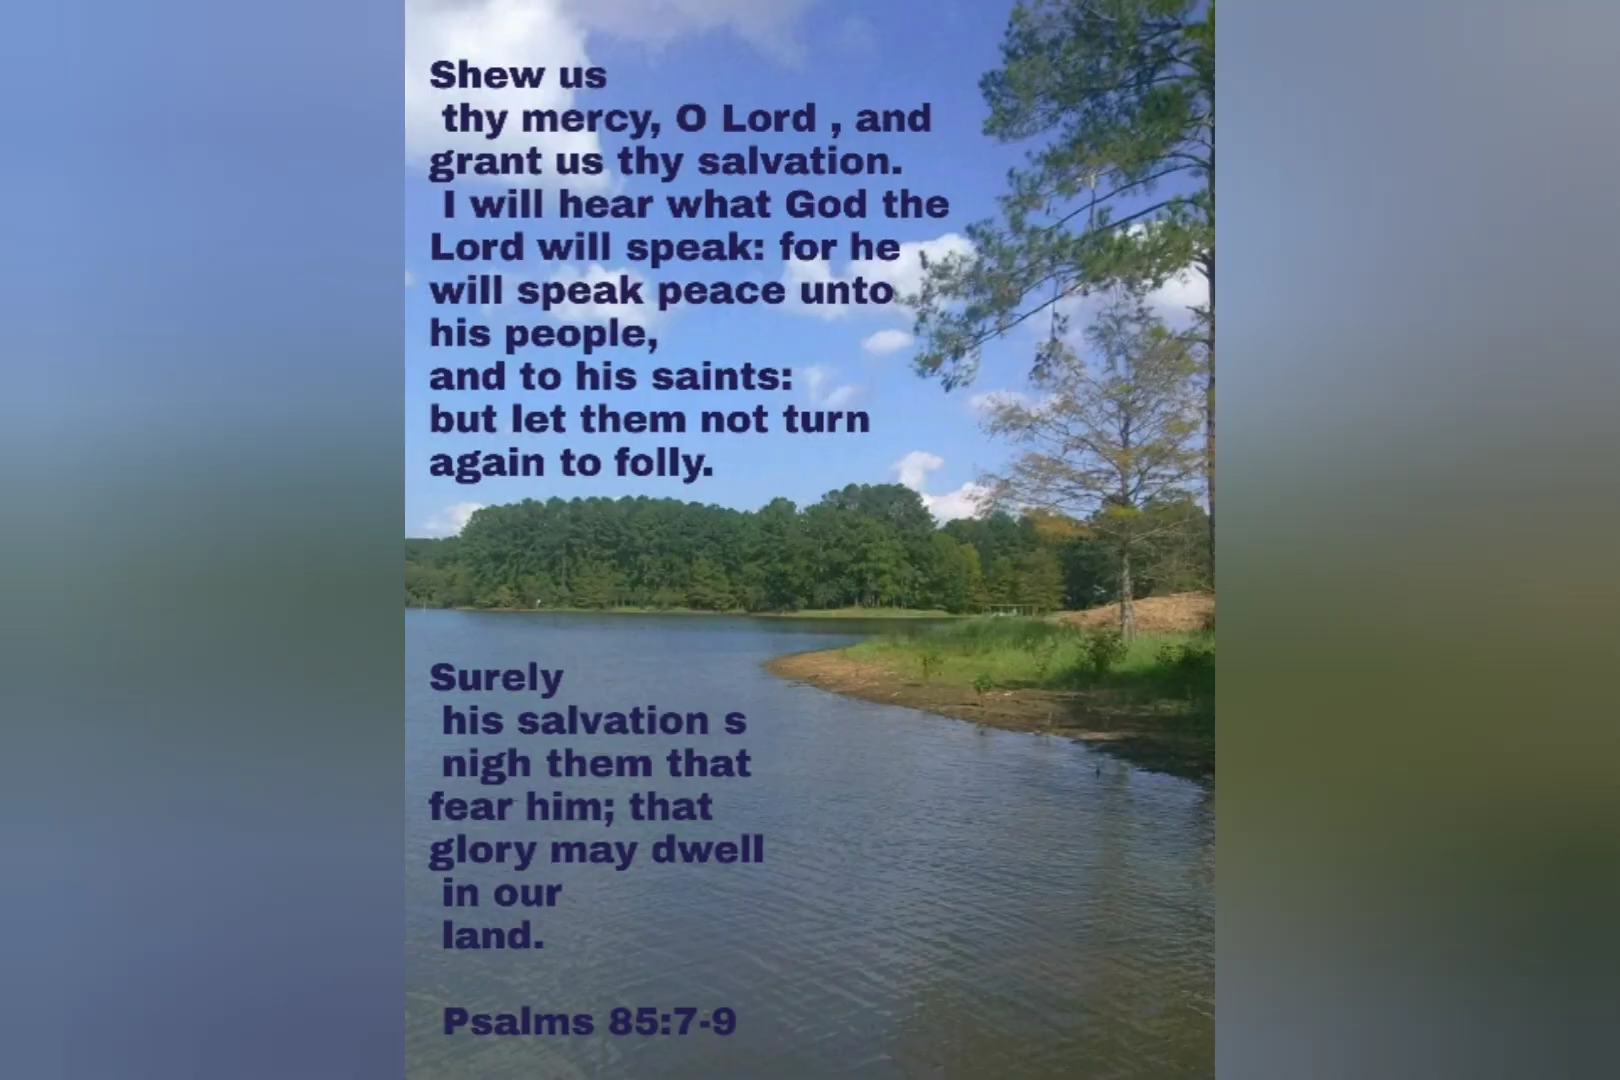 Shew us
thy mercy, O Lord , and
grant us thy salvation.
I will hear what God the
Lord will speak: for he
will speak peace unto
his people,
and to his saints:
but let them not turn
again to folly.
Surely
his salvation s
nigh them that
fear him; that
glory may dwell
in our
land.
Psalms 85:7-9